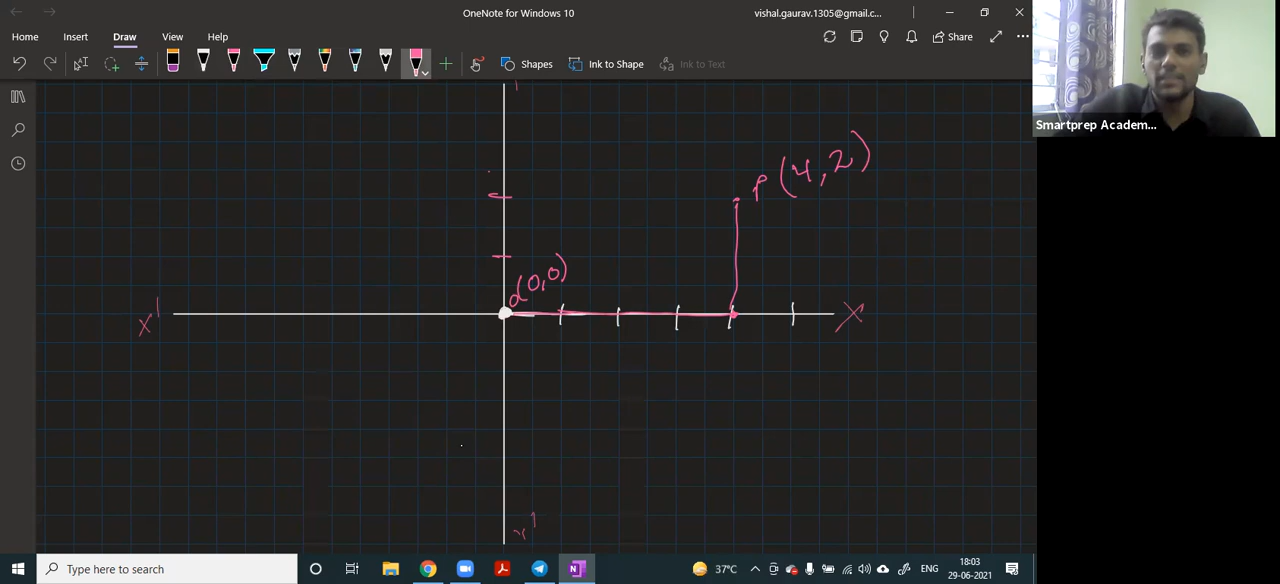 OneNote for Windows 10
vishal.gaurav.1305@gmail.c...
Home Insert Draw View Help
Share
Shapes
Ink to Shape
Ink to Text
Smartprep Academ...
P (4,2)
O(0,0)
X'
X
Type here to search
37°C
ENG
18:03
29-06-2021